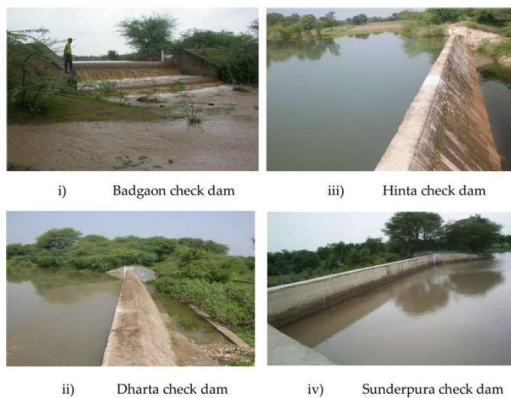 i) Badgaon check dam
iii) Hinta check dam
ii) Dharta check dam
iv) Sunderpura check dam